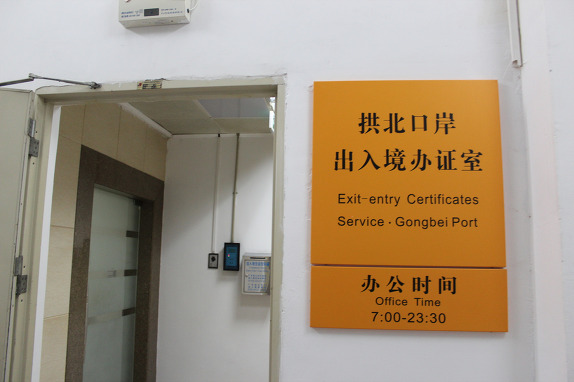 拱北口岸
出入境办证室
Exit-entry Certificates
Service · Gongbei Port
办公时间
Office Time
7:00-23:30